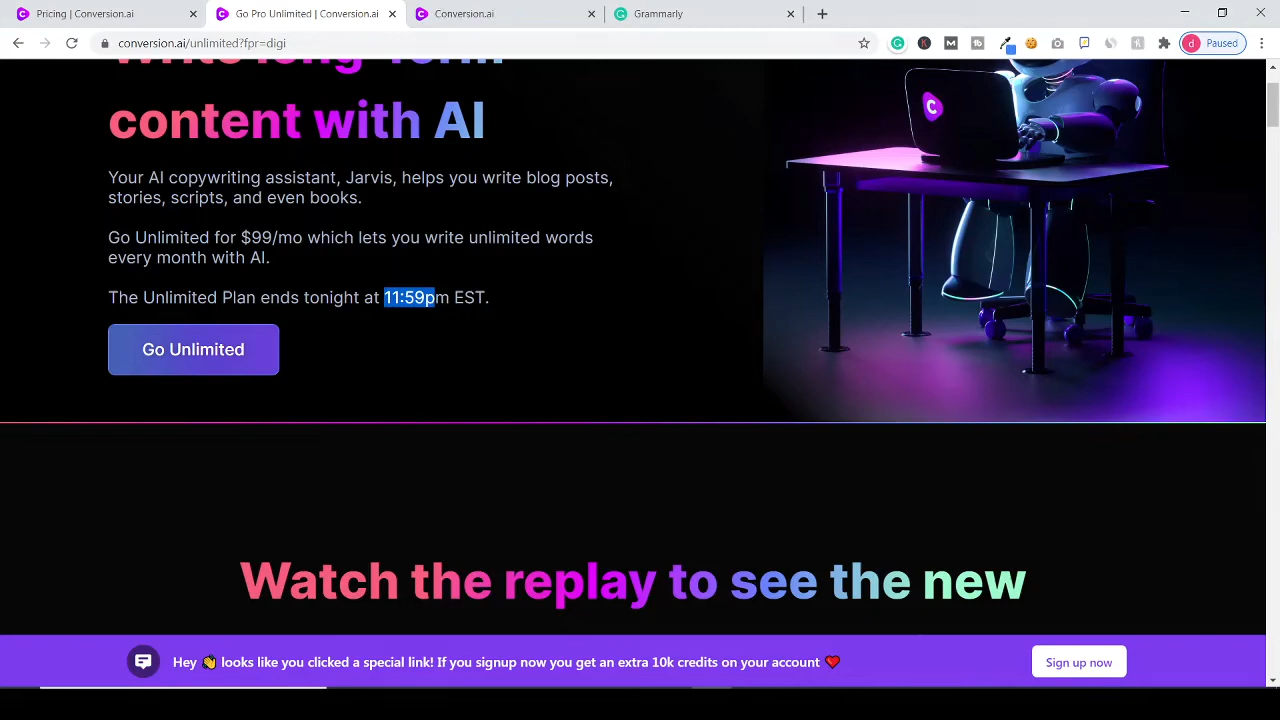 Pricing | Conversion.ai
Go Pro Unlimited | Conversion.ai
Conversion.ai
Grammarly
conversion.ai/unlimited?fpr=digi
d Paused
write long-form
content with AI
Your AI copywriting assistant, Jarvis, helps you write blog posts,
stories, scripts, and even books.
Go Unlimited for $99/mo which lets you write unlimited words
every month with AI.
The Unlimited Plan ends tonight at 11:59pm EST.
Go Unlimited
Watch the replay to see the new
Hey 👋 looks like you clicked a special link! If you signup now you get an extra 10k credits on your account ❤️
Sign up now